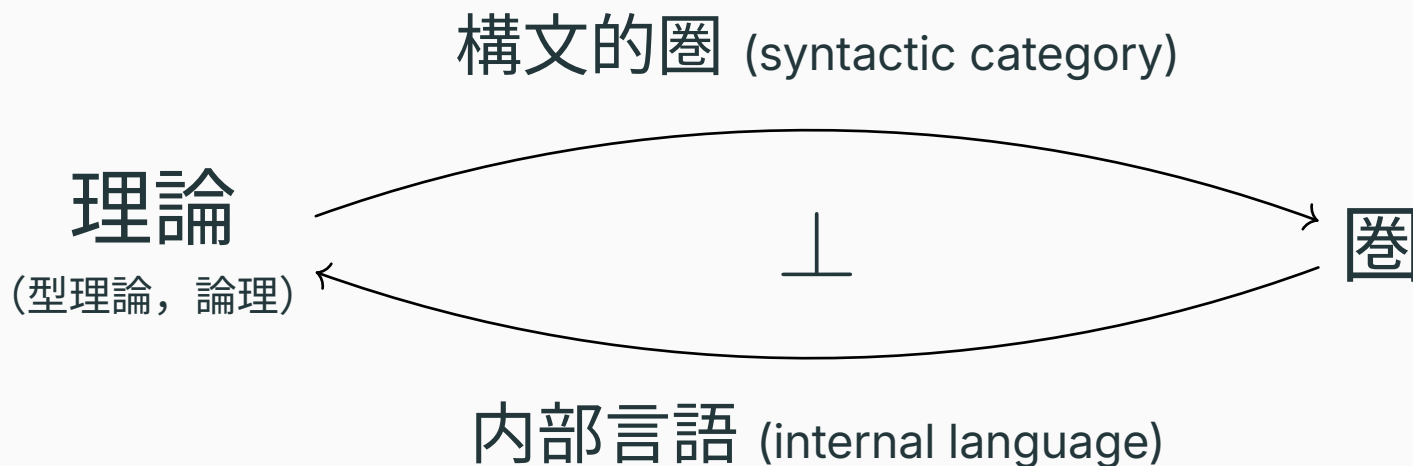 構文的圏 (syntactic category)
理論
（型理論，論理）
⊥
圏
内部言語 (internal language)